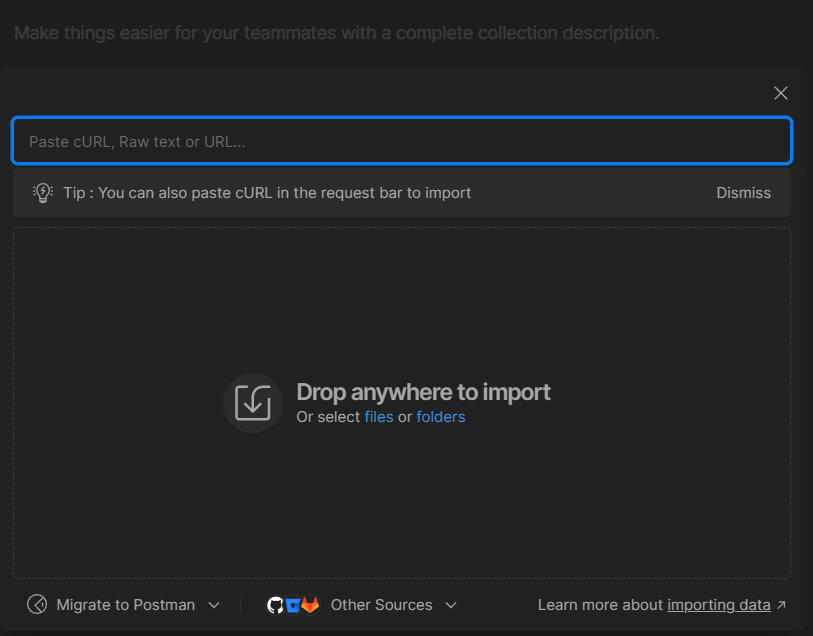 Make things easier for your teammates with a complete collection description.
Paste cURL, Raw text or URL...
Tip : You can also paste cURL in the request bar to import
Dismiss
Drop anywhere to import
Or select files or folders
Migrate to Postman
Other Sources
Learn more about importing data